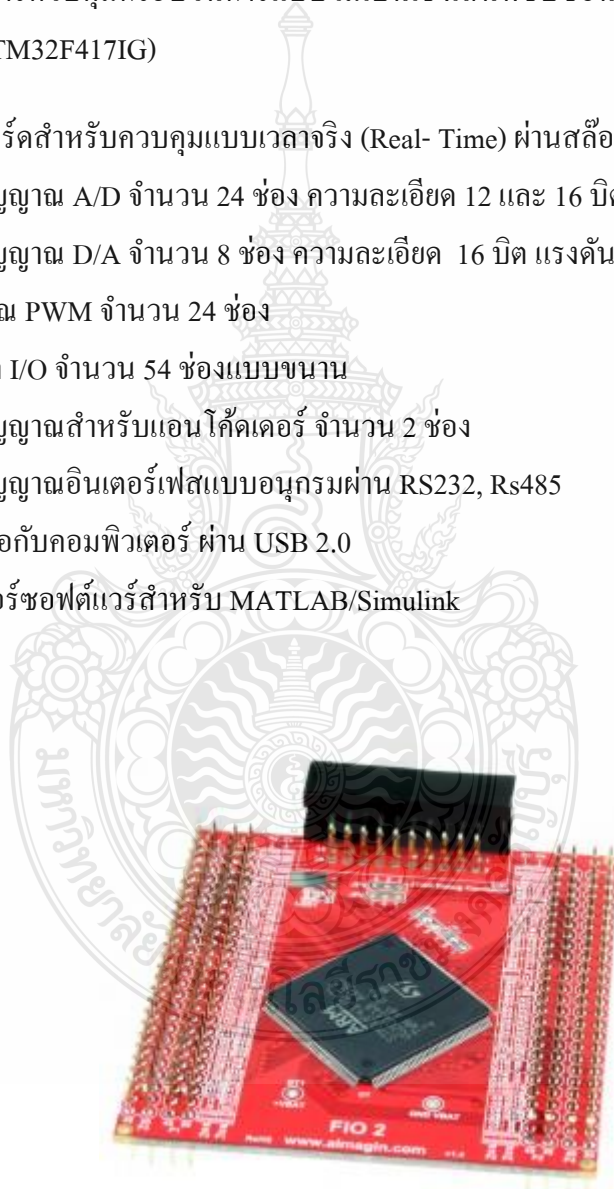 TM32F417IG)
ร์ดสำหรับควบคุมแบบเวลาจริง (Real- Time) ผ่านสล๊อ
ญญาณ A/D จำนวน 24 ช่อง ความละเอียด 12 และ 16 บิต
ญญาณ D/A จำนวน 8 ช่อง ความละเอียด 16 บิต แรงดัน
ณ PWM จำนวน 24 ช่อง
I/O จำนวน 54 ช่องแบบขนาน
ญญาณสำหรับแอนโค้ดเดอร์ จำนวน 2 ช่อง
ญญาณอินเตอร์เฟสแบบอนุกรมผ่าน RS232, Rs485
อกับคอมพิวเตอร์ ผ่าน USB 2.0
อร์ซอฟต์แวร์สำหรับ MATLAB/Simulink
ARM
+VBAT
GND VBAT
FiO 2
RoHS www.aimagin.com v1.0